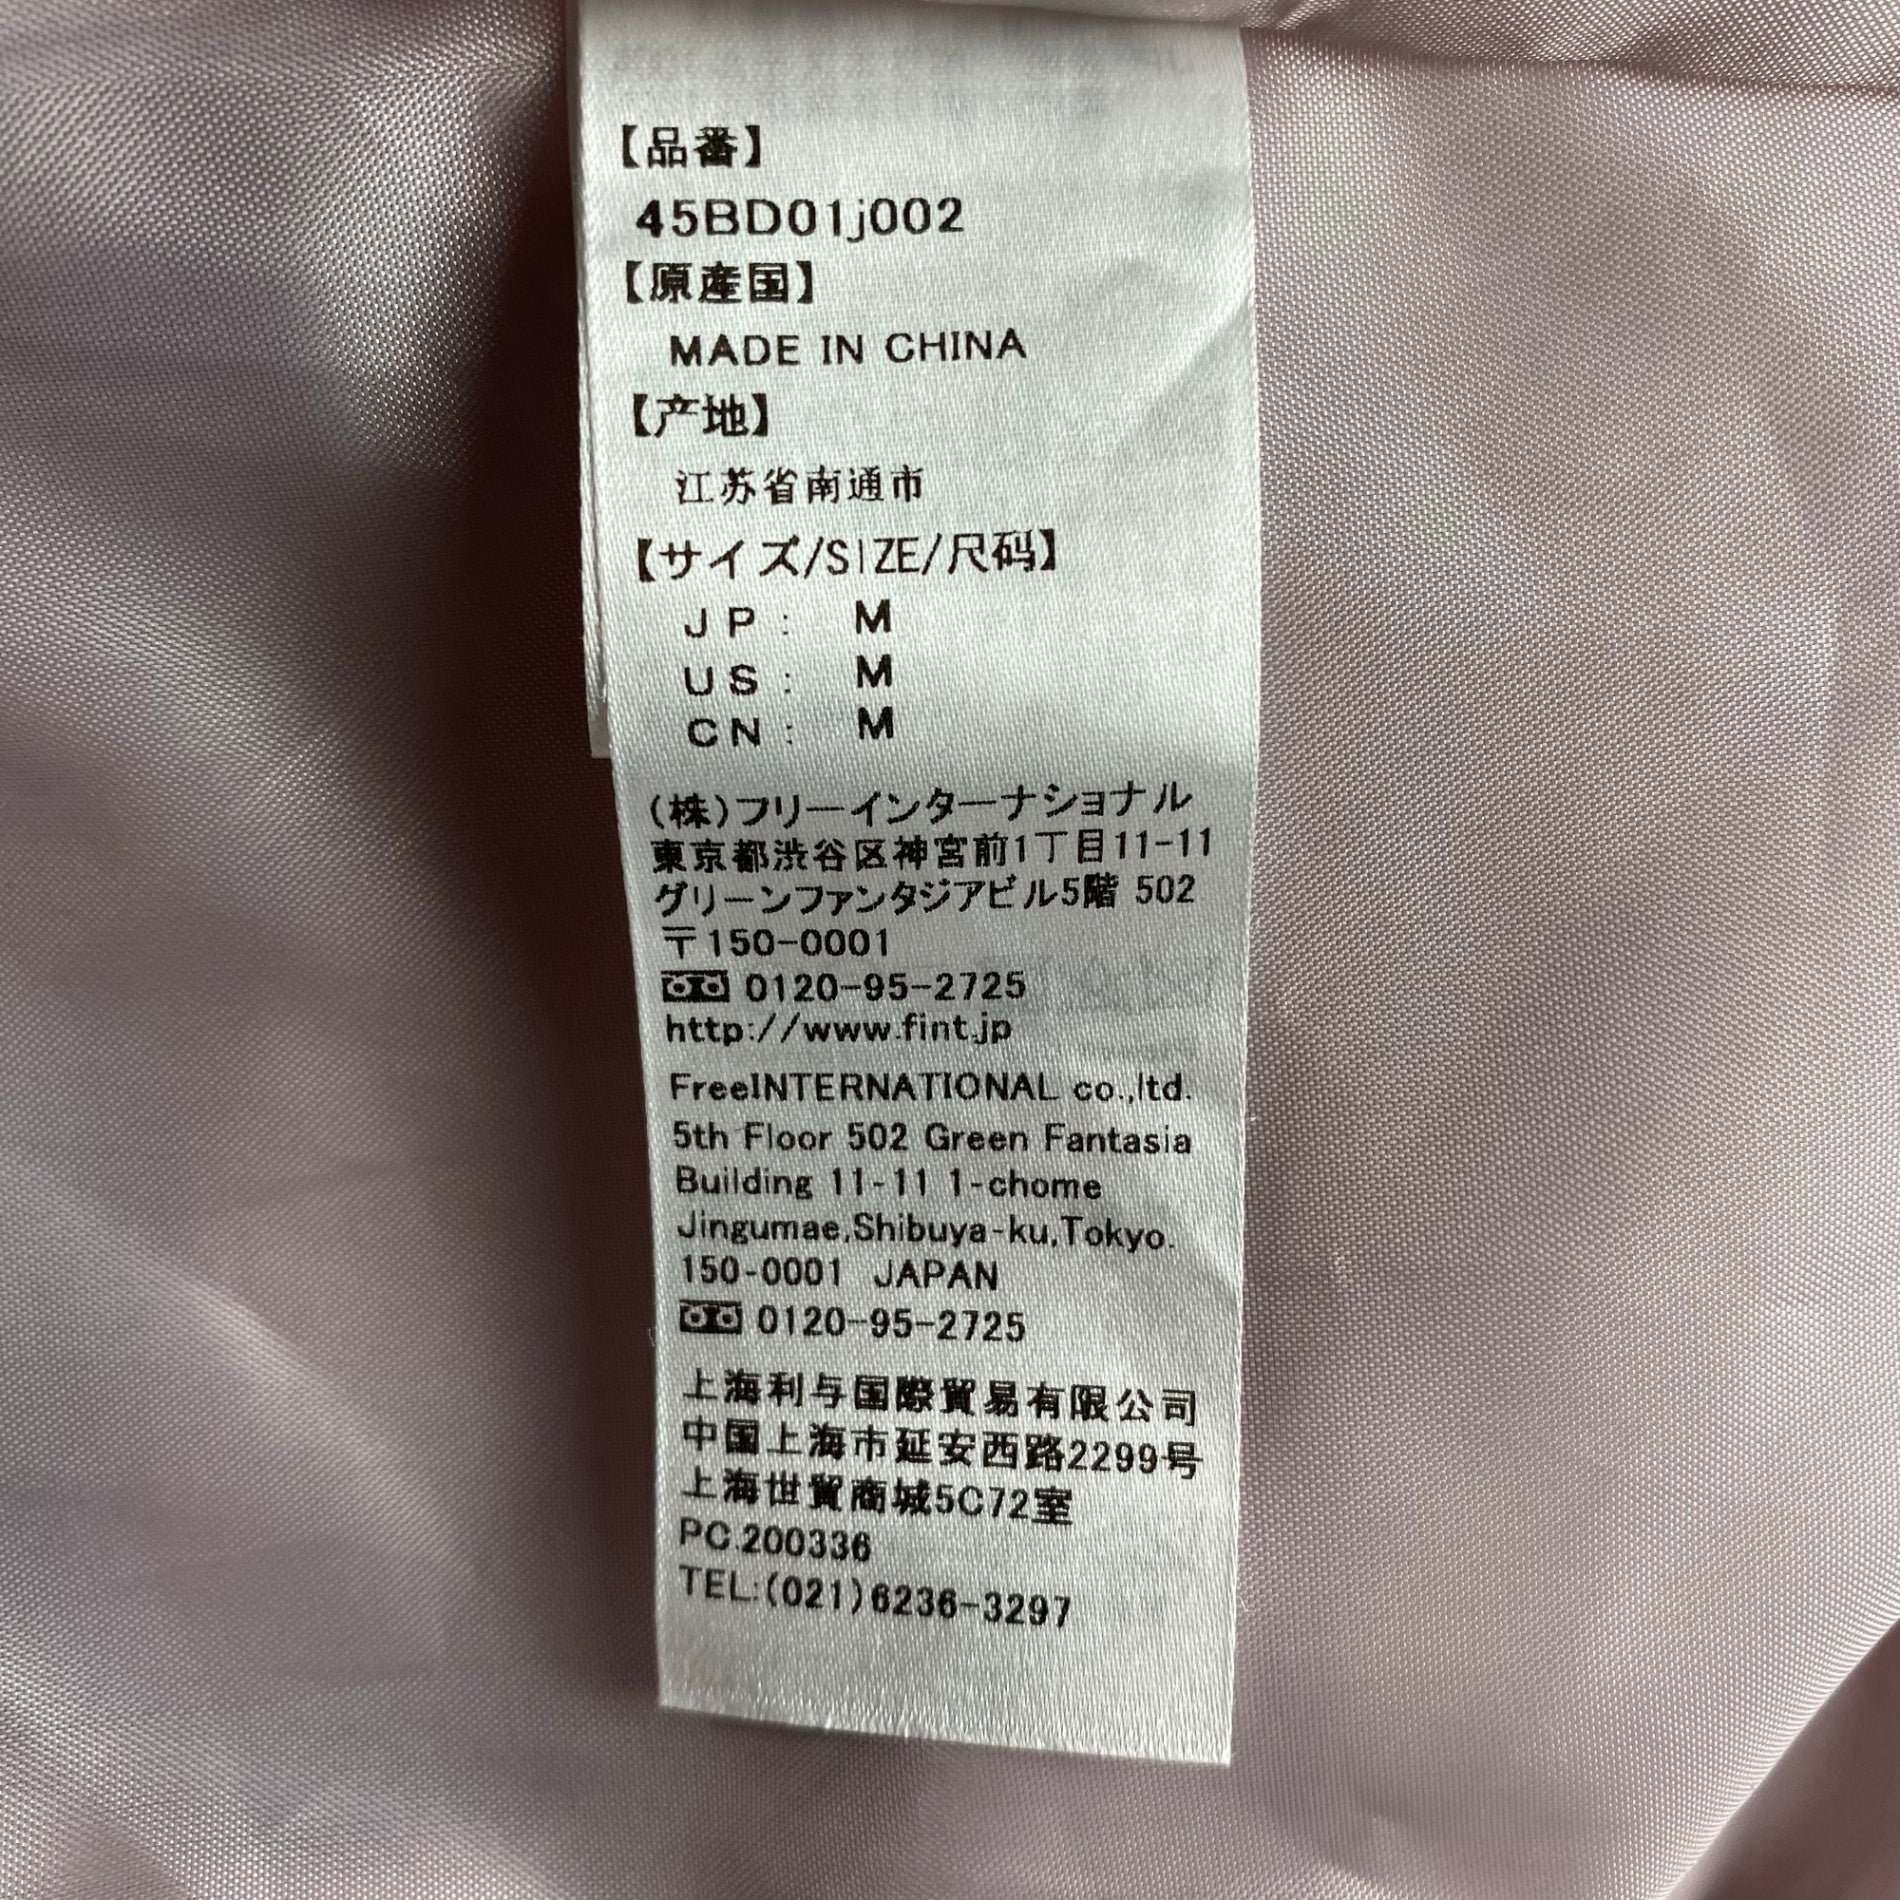 【品番】
45BD01j002
【原産国】
MADE IN CHINA
【产地】
江苏省南通市
【サイズ/SIZE/尺码】
JP: M
US: M
CN: M
(株)フリーインターナショナル
東京都渋谷区神宮前1丁目11-11
グリーンファンタジアビル5階 502
〒150-0001
0120-95-2725
http://www.fint.jp
FreeINTERNATIONAL co.,ltd.
5th Floor 502 Green Fantasia
Building 11-11 1-chome
Jingumae,Shibuya-ku,Tokyo.
150-0001 JAPAN
0120-95-2725
上海利与国際貿易有限公司
中国上海市延安西路2299号
上海世貿商城5C72室
PC.200336
TEL:(021)6236-3297